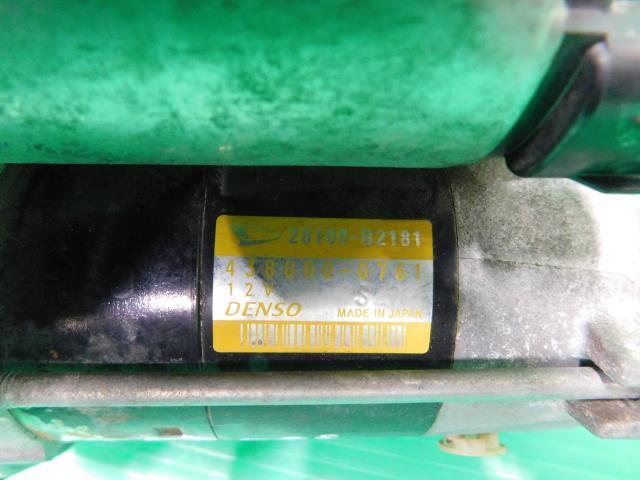 28100-B2181
438000-0761
12V
DENSO MADE IN JAPAN